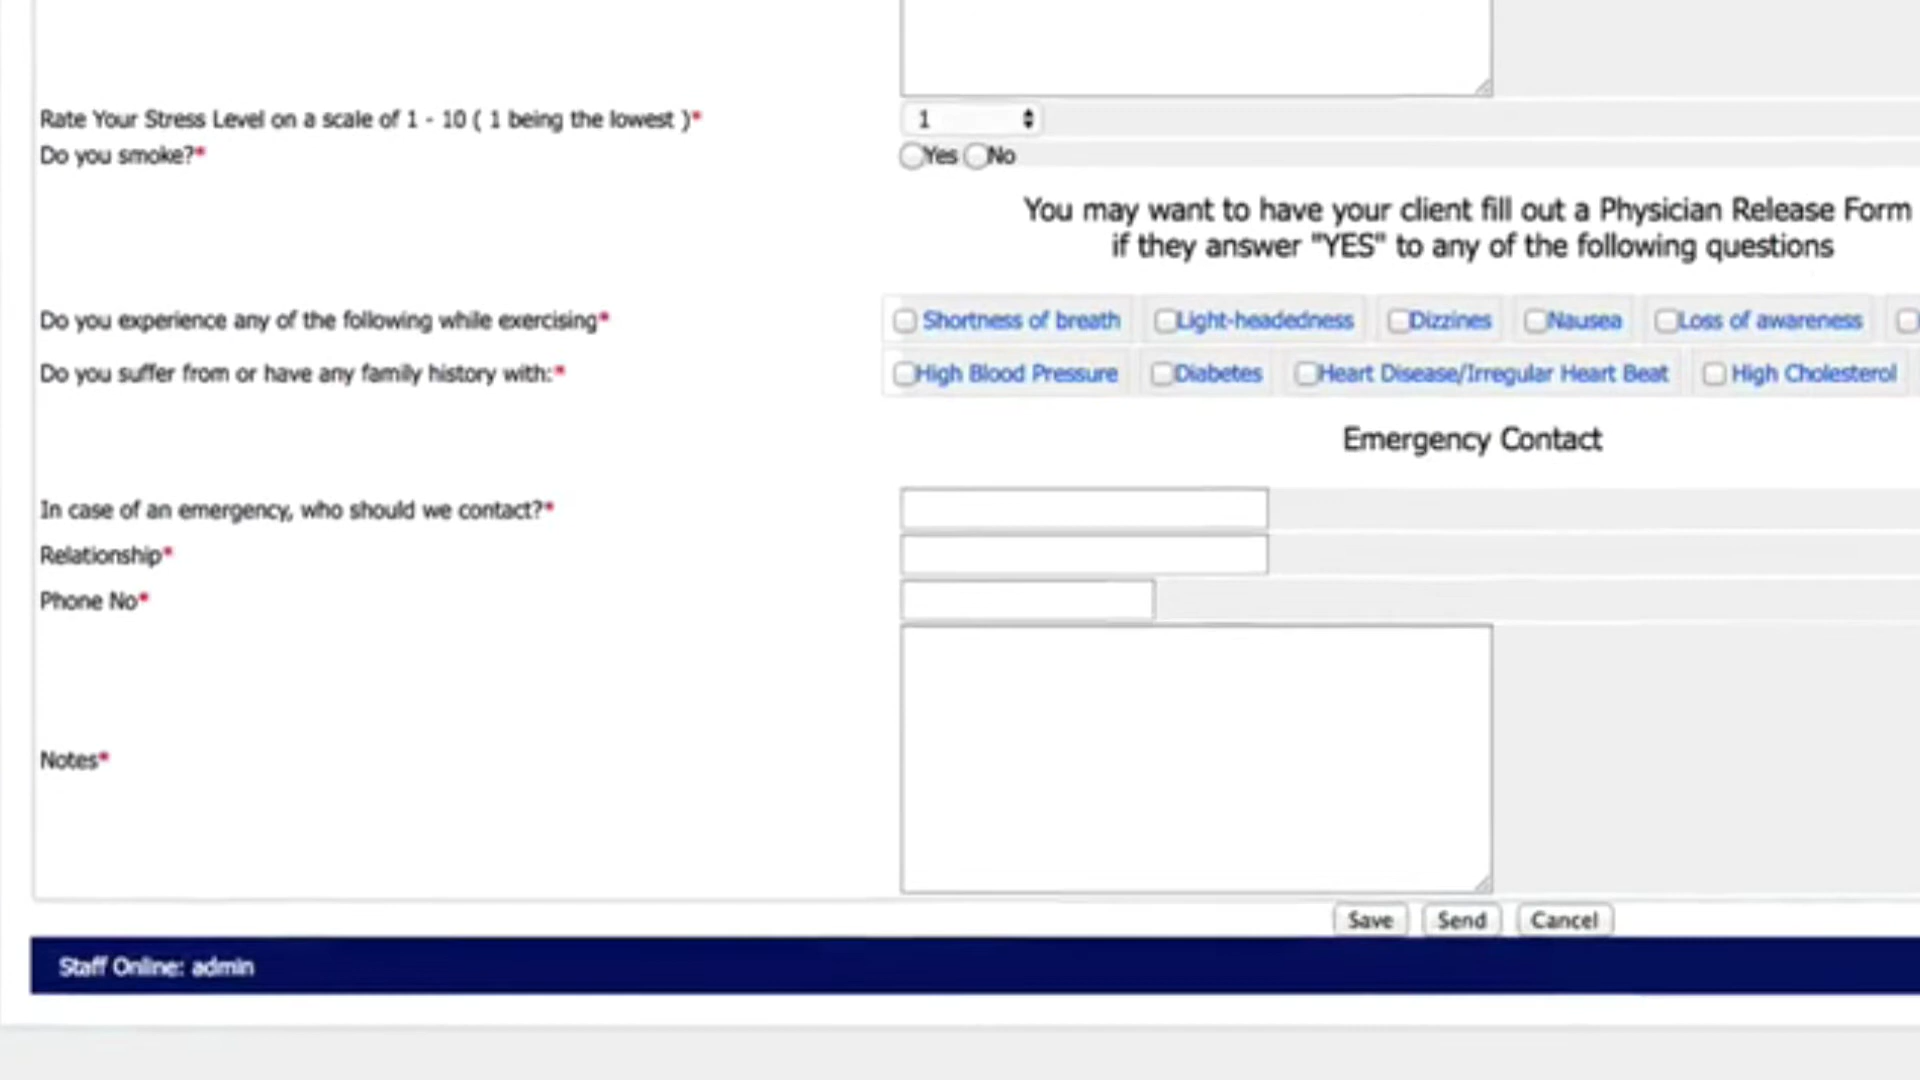 Rate Your Stress Level on a scale of 1 - 10 ( 1 being the lowest )* 1
Do you smoke?* Yes No
You may want to have your client fill out a Physician Release Form
if they answer "YES" to any of the following questions
Do you experience any of the following while exercising* Shortness of breath Light-headedness Dizzines Nausea Loss of awareness
Do you suffer from or have any family history with:* High Blood Pressure Diabetes Heart Disease/Irregular Heart Beat High Cholesterol
Emergency Contact
In case of an emergency, who should we contact?*
Relationship*
Phone No*
Notes*
Save Send Cancel
Staff Online: admin